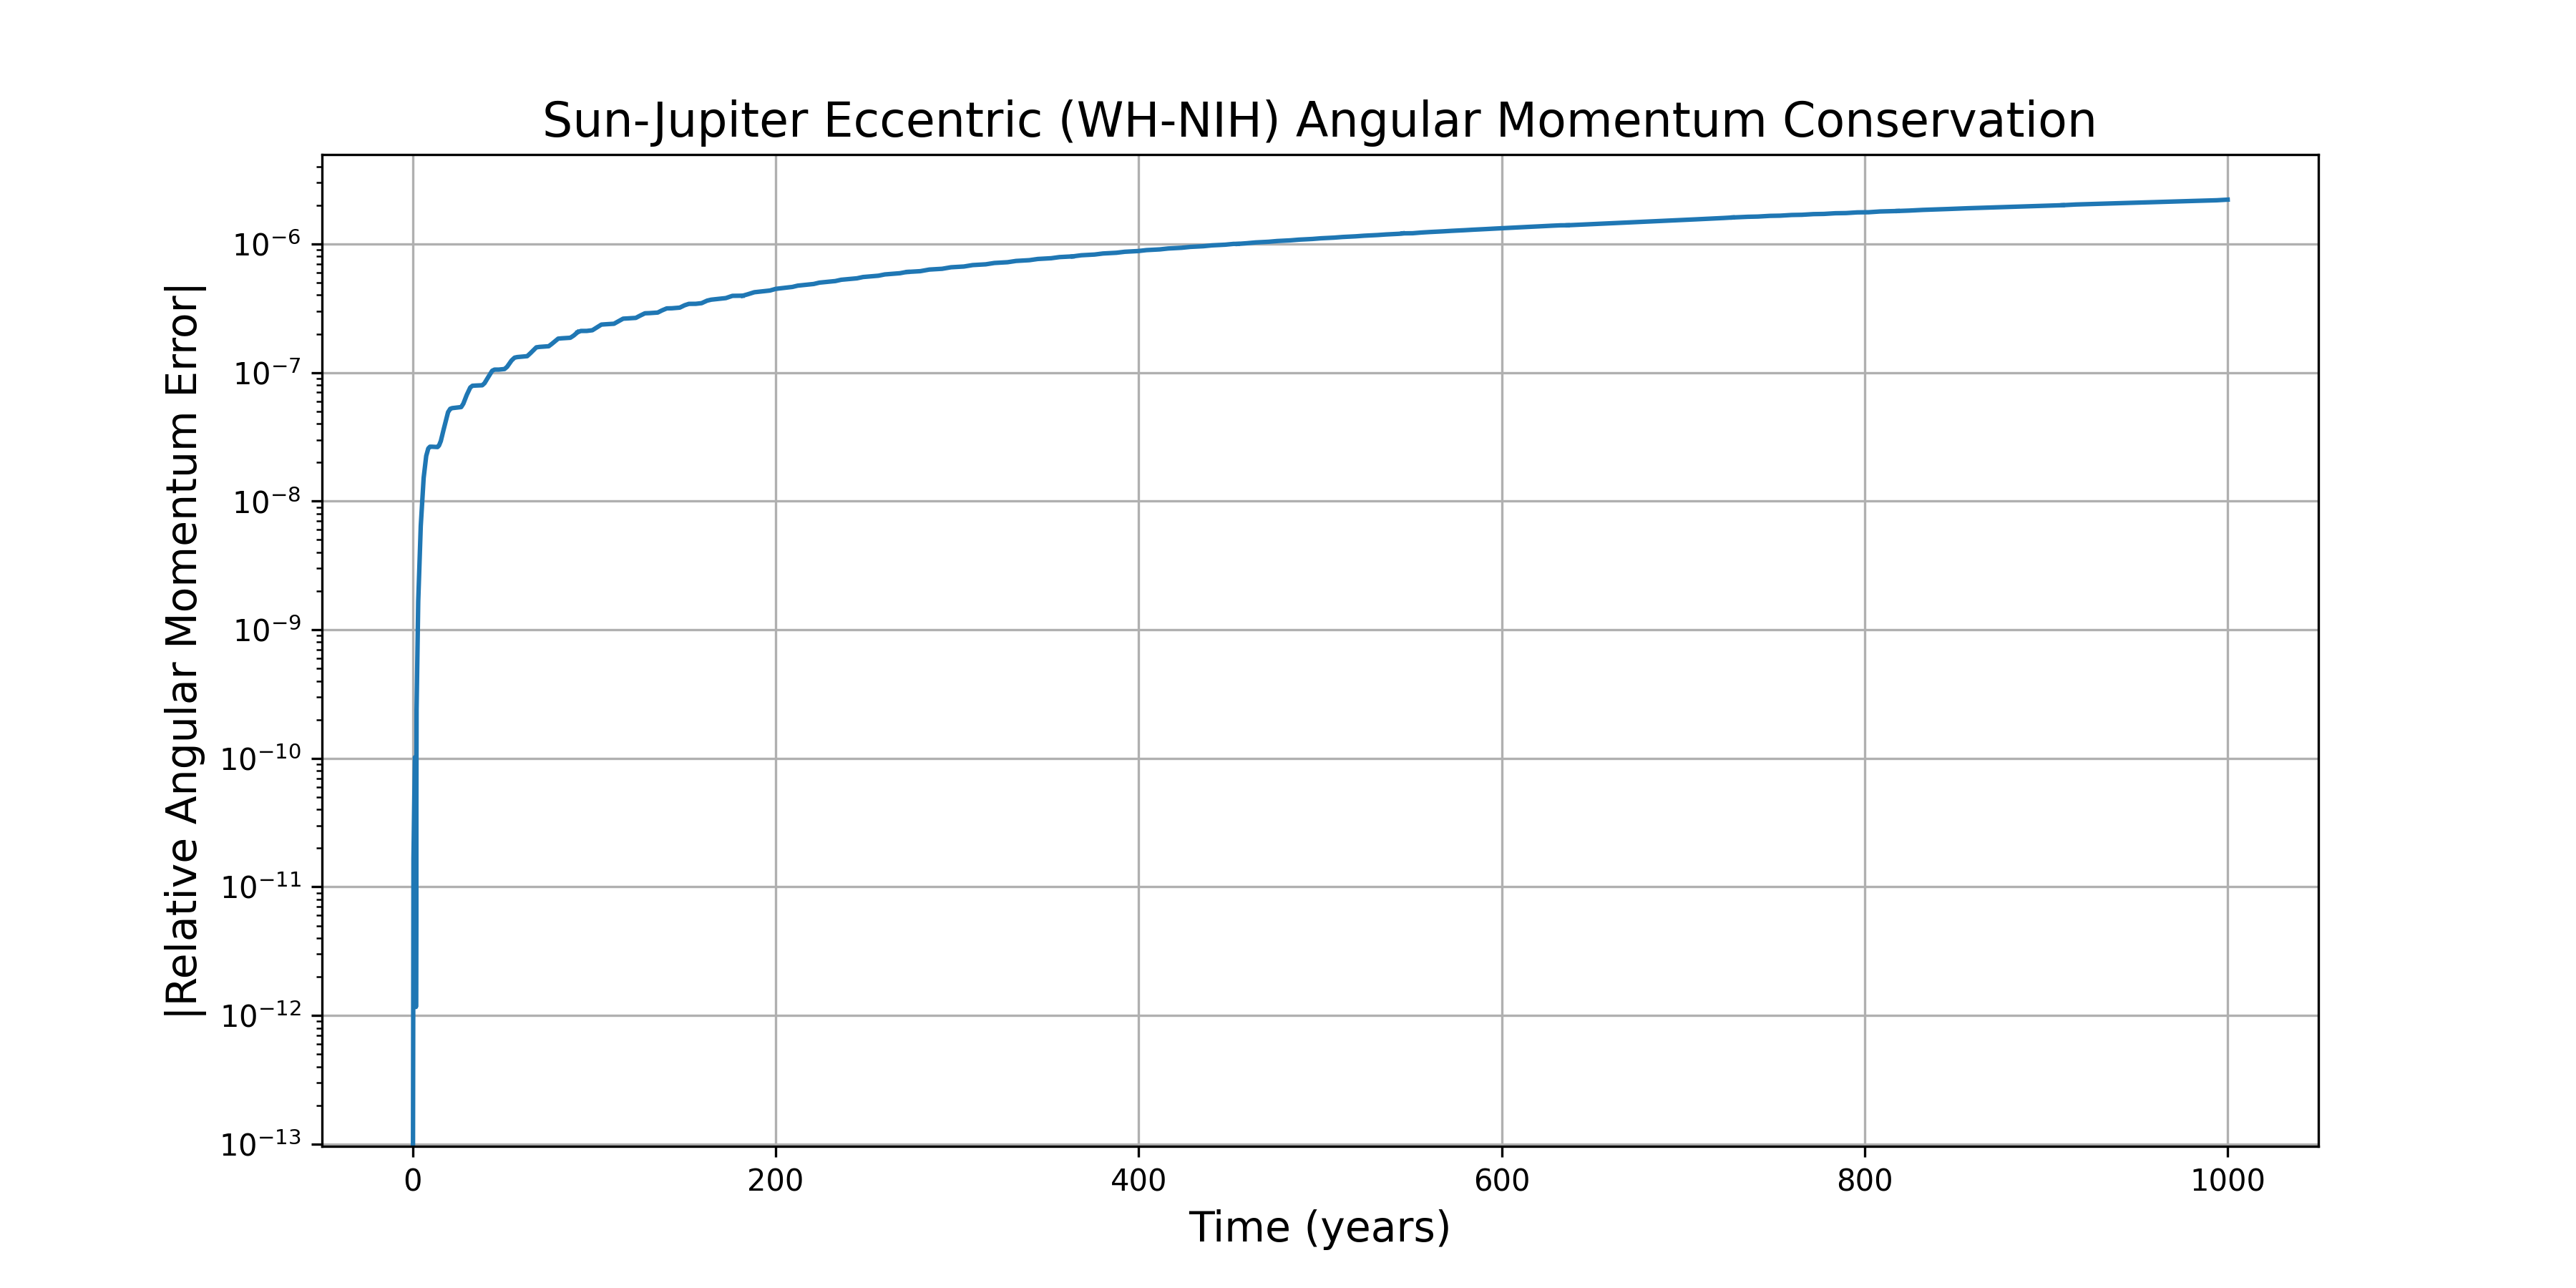 Sun-Jupiter Eccentric (WH-NIH) Angular Momentum Conservation
|Relative Angular Momentum Error|
10⁻⁶
10⁻⁷
10⁻⁸
10⁻⁹
10⁻¹⁰
10⁻¹¹
10⁻¹²
10⁻¹³
0 200 400 600 800 1000
Time (years)